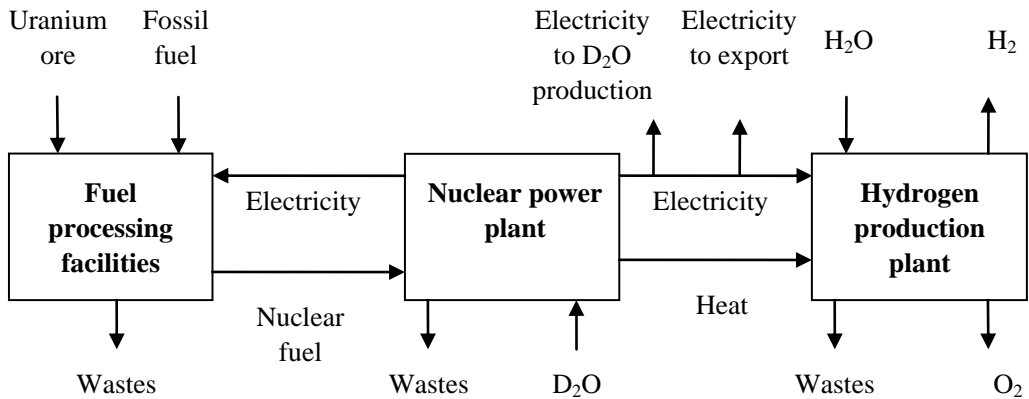 Uranium
ore
Fossil
fuel
Electricity
to D₂O
production
Electricity
to export
H₂O
H₂
Fuel
processing
facilities
Electricity
Nuclear power
plant
Electricity
Hydrogen
production
plant
Nuclear
fuel
Heat
Wastes
Wastes
D₂O
Wastes
O₂